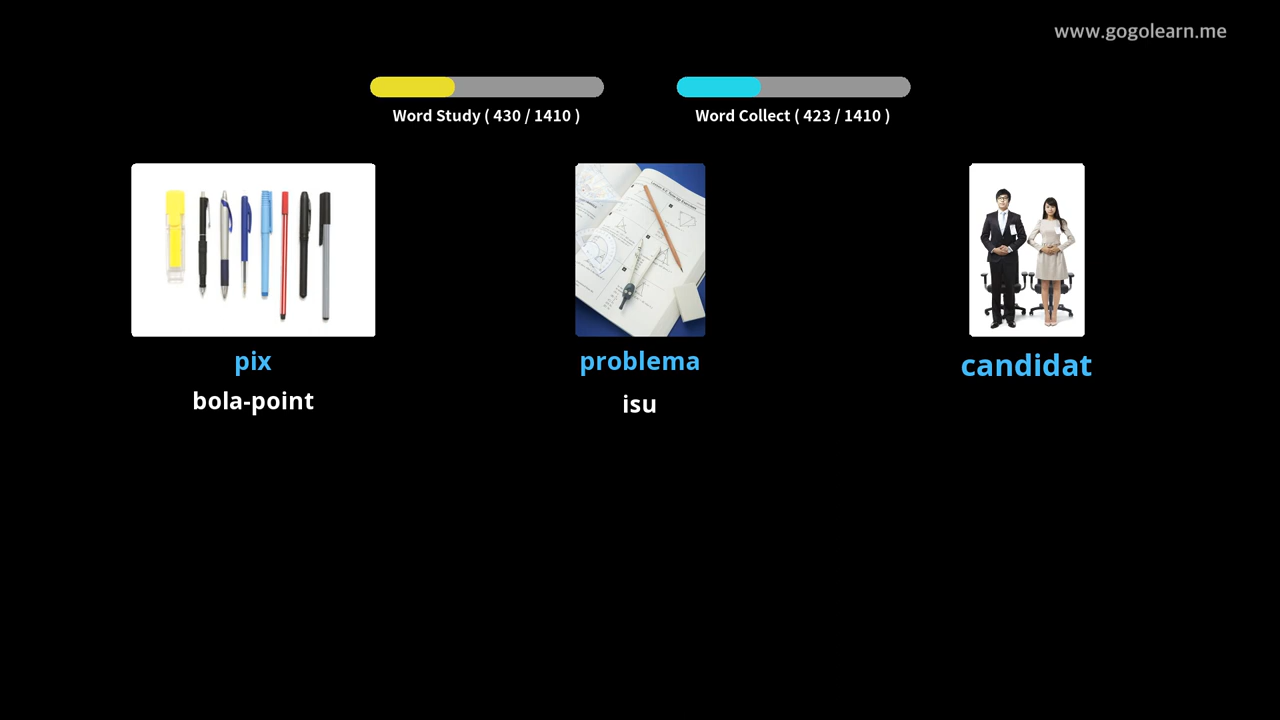 www.gogolearn.me
Word Study ( 430 / 1410 )
Word Collect ( 423 / 1410 )
pix
bola-point
problema
isu
candidat